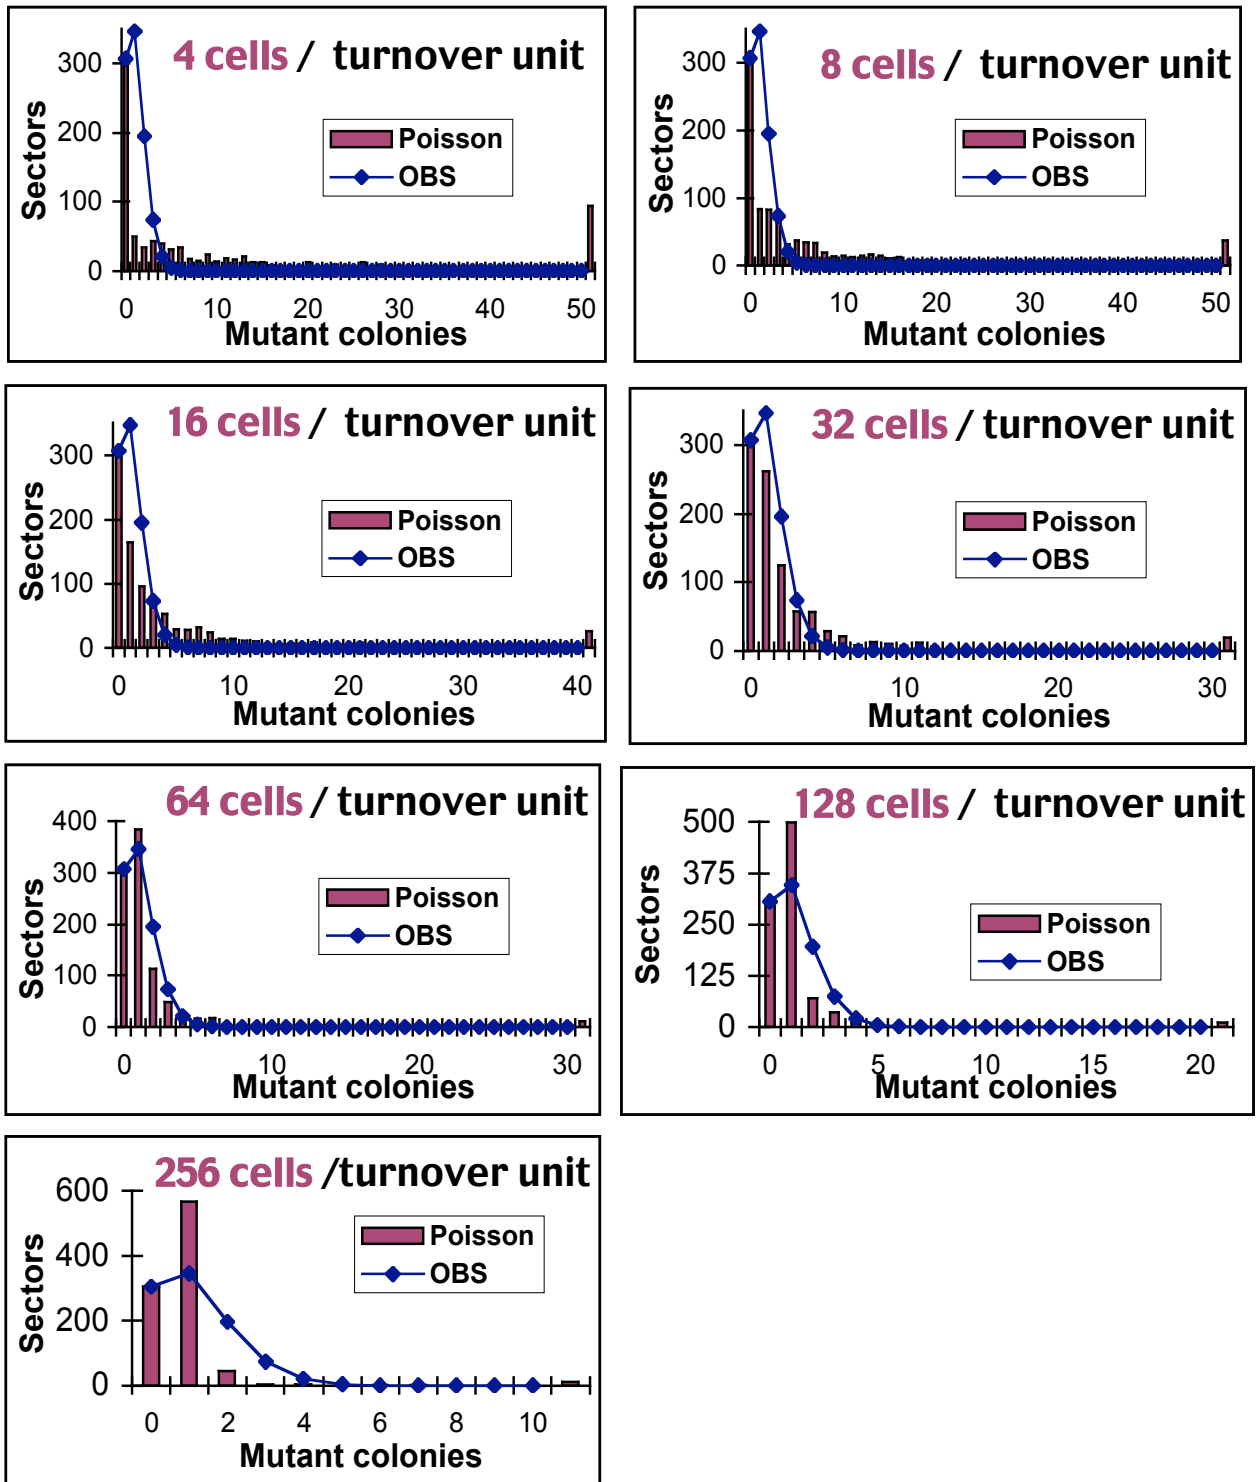 4 cells / turnover unit
300
200
100
0
Sectors
Poisson
OBS
0 10 20 30 40 50
Mutant colonies
8 cells / turnover unit
300
200
100
0
Sectors
Poisson
OBS
0 10 20 30 40 50
Mutant colonies
16 cells / turnover unit
300
200
100
0
Sectors
Poisson
OBS
0 10 20 30 40
Mutant colonies
32 cells / turnover unit
300
200
100
0
Sectors
Poisson
OBS
0 10 20 30
Mutant colonies
64 cells / turnover unit
400
300
200
100
0
Sectors
Poisson
OBS
0 10 20 30
Mutant colonies
128 cells / turnover unit
500
375
250
125
0
Sectors
Poisson
OBS
0 5 10 15 20
Mutant colonies
256 cells /turnover unit
600
400
200
0
Sectors
Poisson
OBS
0 2 4 6 8 10
Mutant colonies